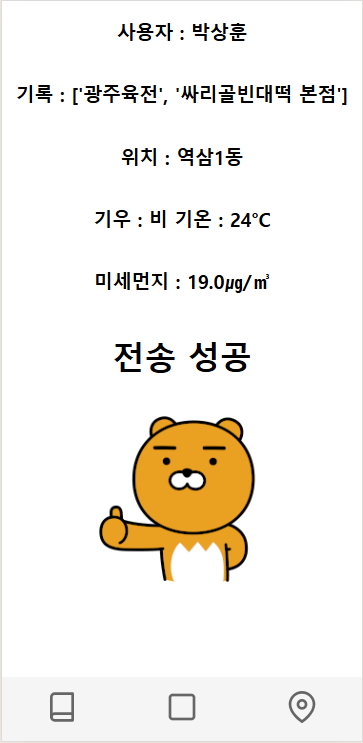 사용자 : 박상훈
기록 : ['광주육전', '싸리골빈대떡 본점']
위치 : 역삼1동
기우 : 비 기온 : 24°C
미세먼지 : 19.0㎍/㎥
전송 성공